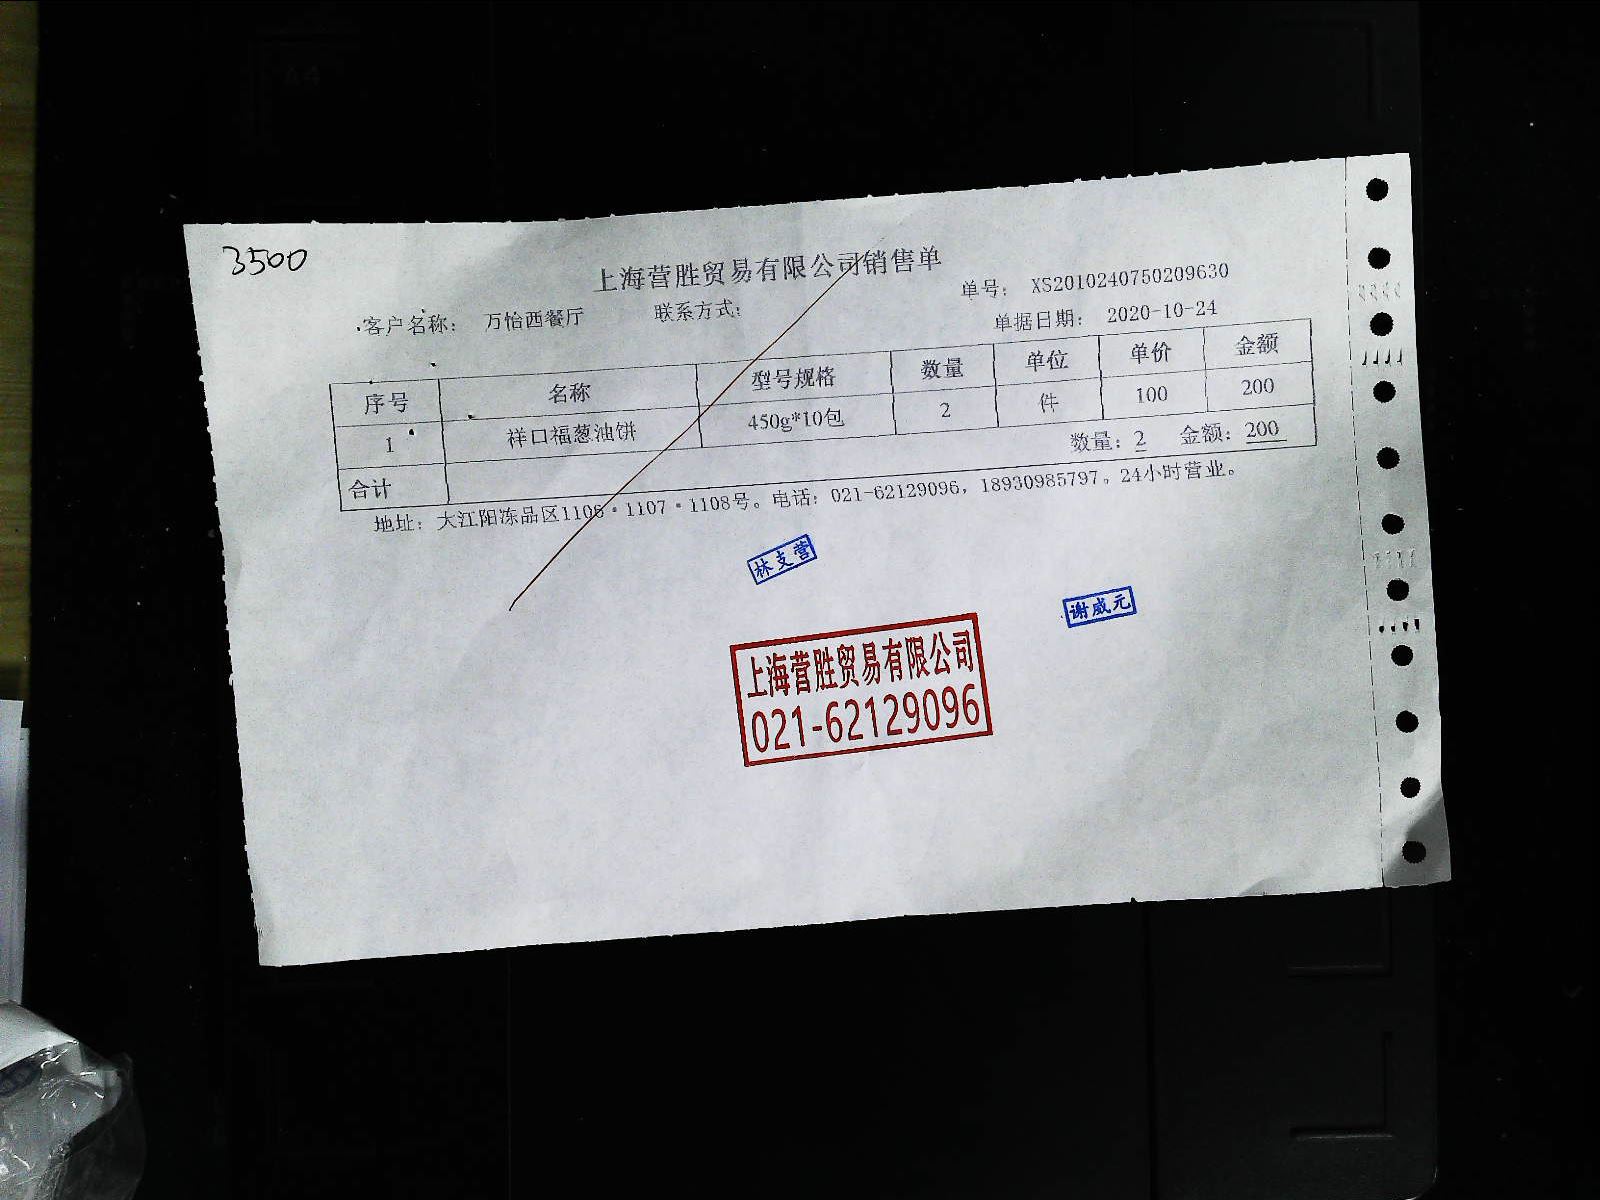 3500
上海营胜贸易有限公司销售单
单号: XS2010240750209630
客户名称: 万怡西餐厅 联系方式:
单据日期: 2020-10-24
序号 名称 型号规格 数量 单位 单价 金额
1 祥口福葱油饼 450g*10包 2 件 100 200
合计 数量: 2 金额: 200
地址: 大江阳冻品区1106·1107·1108号。电话: 021-62129096, 18930985797。24小时营业。
林支营
谢威元
上海营胜贸易有限公司
021-62129096